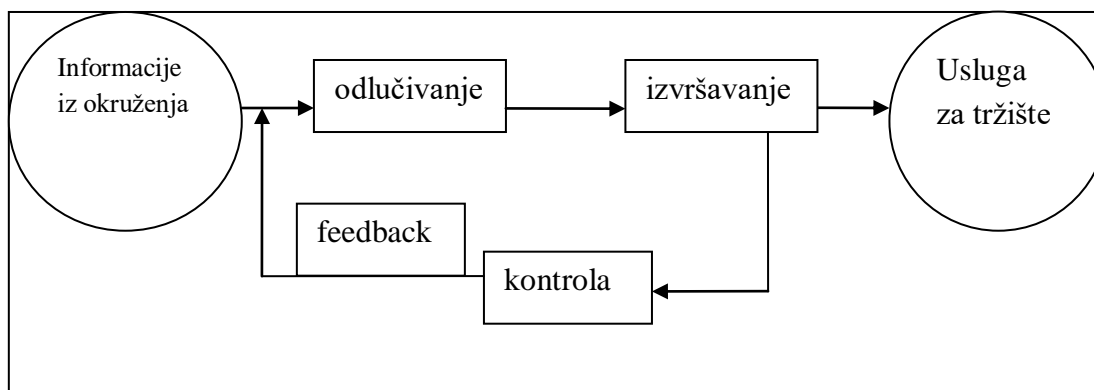 Informacije
iz okruženja
odlučivanje
izvršavanje
Usluga
za tržište
feedback
kontrola